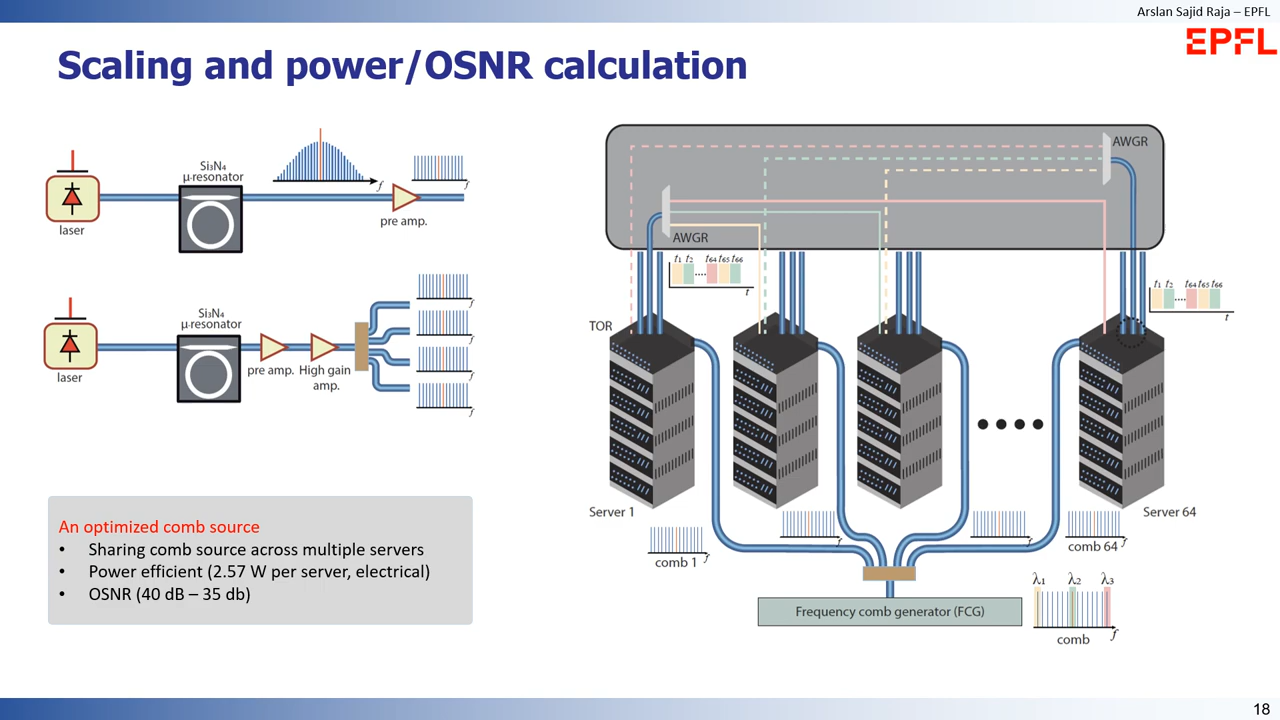 Arslan Sajid Raja – EPFL
EPFL
Scaling and power/OSNR calculation
Si₃N₄
μ-resonator
f
f
laser
pre amp.
Si₃N₄
μ-resonator
f
f
f
f
laser
pre amp.
High gain
amp.
An optimized comb source
• Sharing comb source across multiple servers
• Power efficient (2.57 W per server, electrical)
• OSNR (40 dB – 35 db)
AWGR
AWGR
t₁ t₂ .... t₆₄ t₆₅ t₆₆
t
t₁ t₂ .... t₆₄ t₆₅ t₆₆
t
TOR
Server 1
Server 64
comb 1
f
f
f
comb 64
f
Frequency comb generator (FCG)
λ₁ λ₂ λ₃
f
comb
18